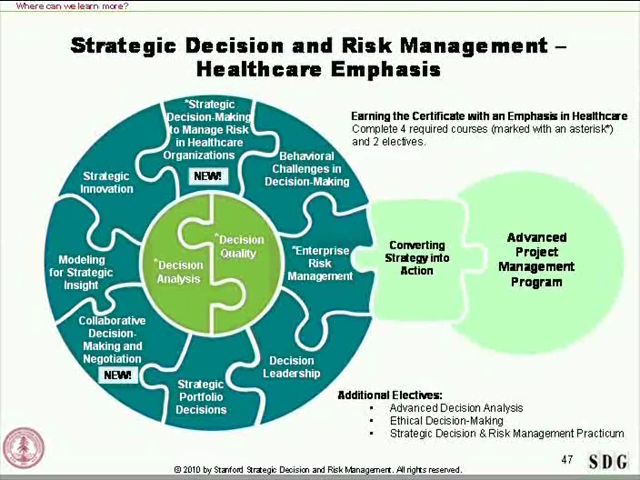 Where can we learn more?
Strategic Decision and Risk Management –
Healthcare Emphasis
*Strategic
Decision-Making
to Manage Risk
in Healthcare
Organizations
NEW!
Behavioral
Challenges in
Decision-Making
Earning the Certificate with an Emphasis in Healthcare
Complete 4 required courses (marked with an asterisk*)
and 2 electives.
Strategic
Innovation
*Decision
Quality
*Decision
Analysis
*Enterprise
Risk
Management
Converting
Strategy into
Action
Advanced
Project
Management
Program
Modeling
for Strategic
Insight
Collaborative
Decision-
Making and
Negotiation
NEW!
Strategic
Portfolio
Decisions
Decision
Leadership
Additional Electives:
• Advanced Decision Analysis
• Ethical Decision-Making
• Strategic Decision & Risk Management Practicum
47
SDG
© 2010 by Stanford Strategic Decision and Risk Management. All rights reserved.